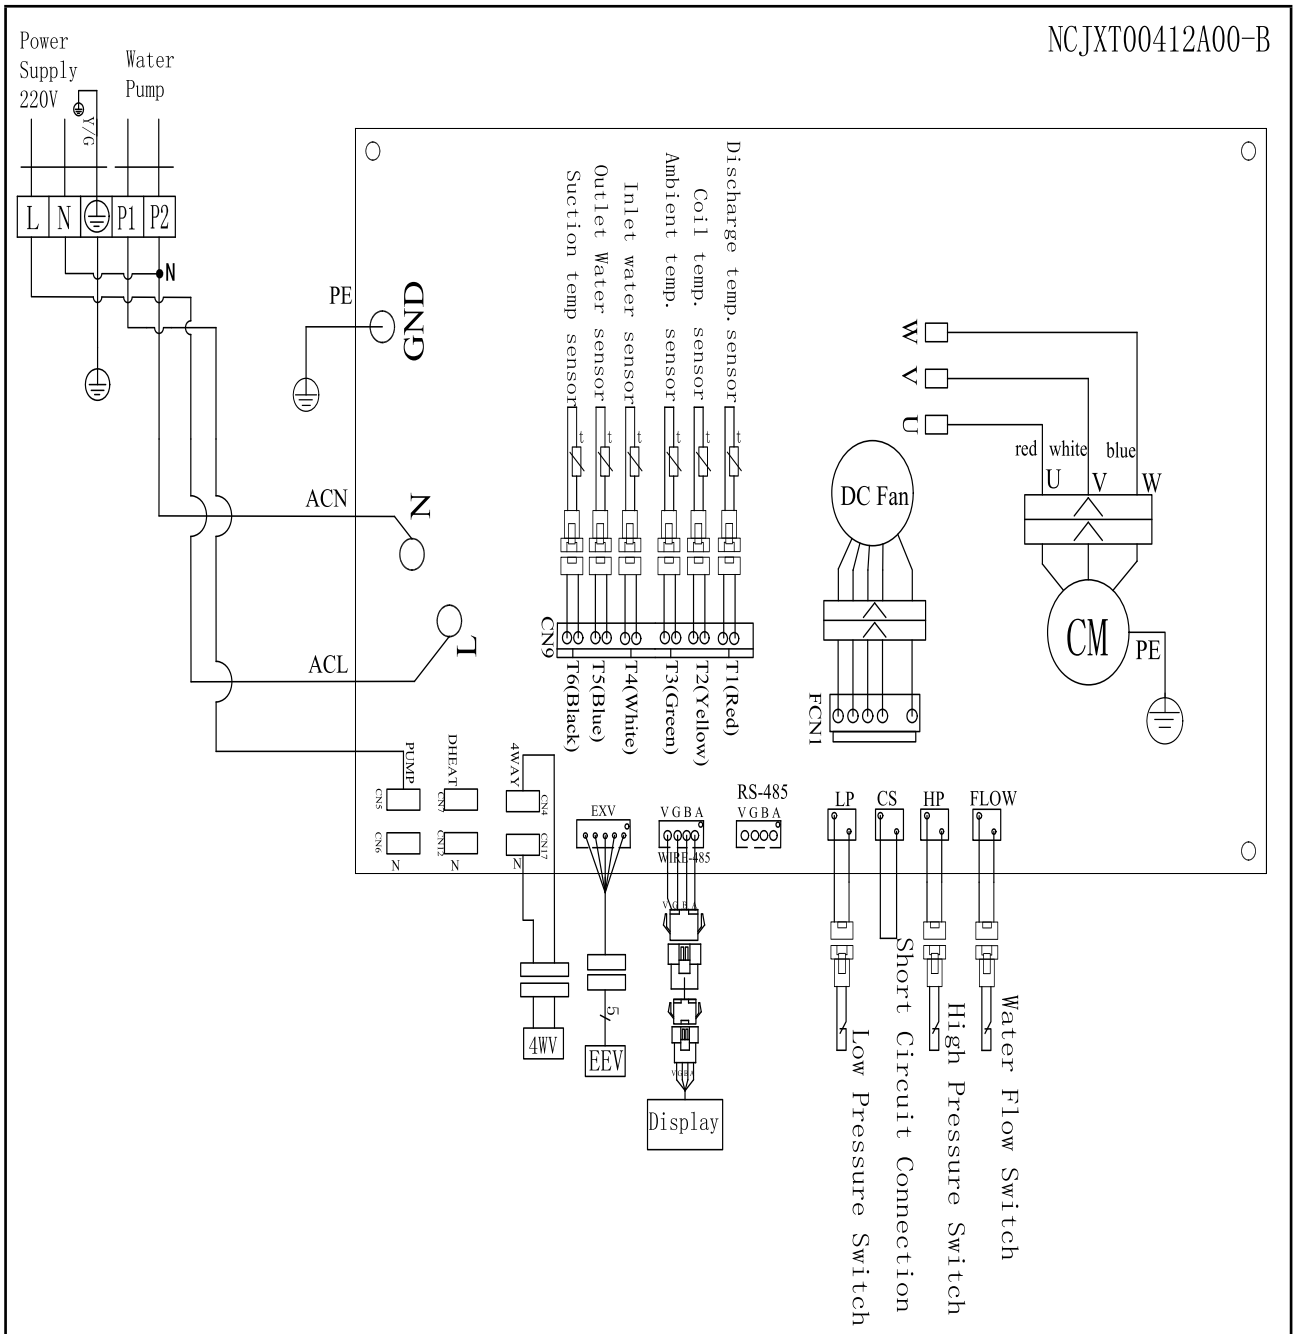 NCJXT00412A00-B
Power
Supply
220V
Water
Pump
Y/G
L
N
P1
P2
N
PE
GND
ACN
N
ACL
L
Suction temp sensor
Outlet Water sensor
Inlet water sensor
Ambient temp. sensor
Coil temp. sensor
Discharge temp. sensor
t
t
t
t
t
t
CN9
T6(Black)
T5(Blue)
T4(White)
T3(Green)
T2(Yellow)
T1(Red)
DC Fan
FCN1
W
V
U
red
white
blue
U
V
W
CM
PE
PUMP
DHEAT
4WAY
CN5
CN7
CN4
CN6
CN12
CN17
N
N
N
EXV
V G B A
WIRE-485
RS-485
V G B A
LP
CS
HP
FLOW
V G B A
5
4WV
EEV
V G B A
Display
Low Pressure Switch
Short Circuit Connection
High Pressure Switch
Water Flow Switch